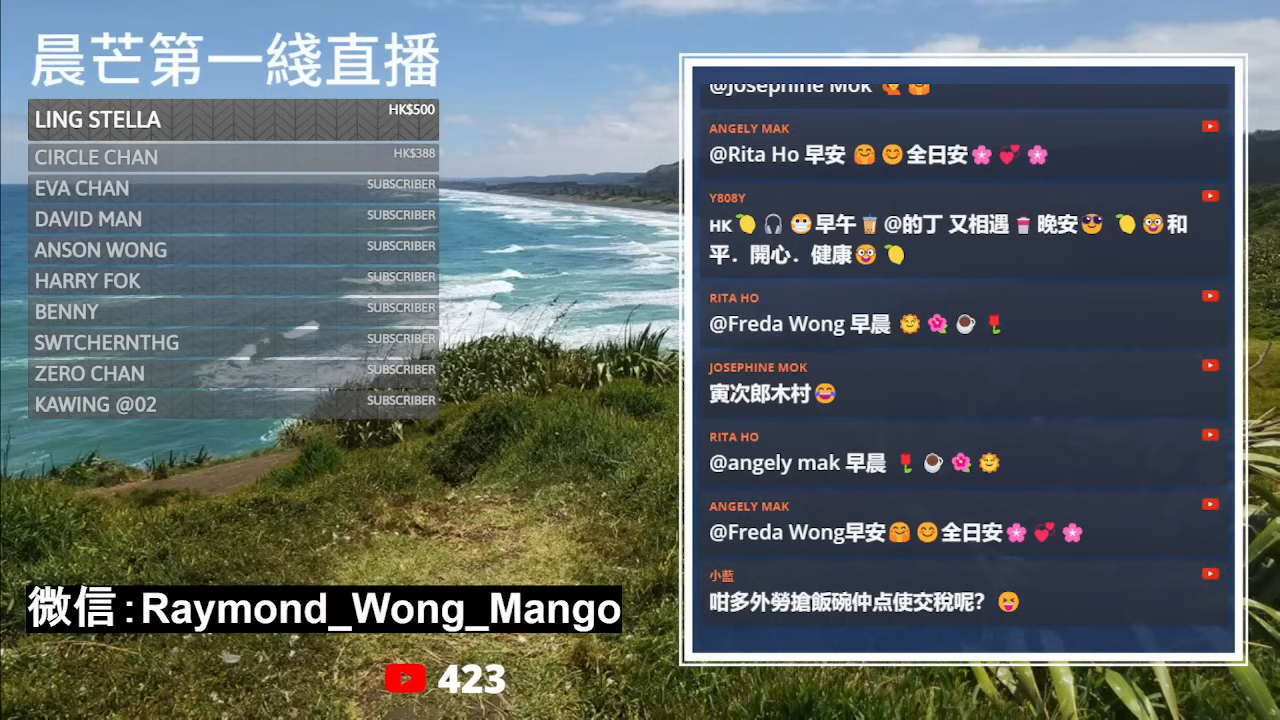 晨芒第一綫直播
LING STELLA HK$500
CIRCLE CHAN HK$388
EVA CHAN SUBSCRIBER
DAVID MAN SUBSCRIBER
ANSON WONG SUBSCRIBER
HARRY FOK SUBSCRIBER
BENNY SUBSCRIBER
SWTCHERNTHG SUBSCRIBER
ZERO CHAN SUBSCRIBER
KAWING @02 SUBSCRIBER
微信:Raymond_Wong_Mango
423
@Josephine Mok 🙋🤗
ANGELY MAK
@Rita Ho 早安 🤗 😊全日安🌸 💞 🌸
Y808Y
ʜᴋ🍋 🎧 😷早午🧋@的丁 又相遇🥤晚安😎 🍋 🤡和
平．開心．健康🤡 🍋
RITA HO
@Freda Wong 早晨 🌞 🌺 ☕ 🌹
JOSEPHINE MOK
寅次郎木村😂
RITA HO
@angely mak 早晨 🌹 ☕ 🌺 🌞
ANGELY MAK
@Freda Wong早安🤗 😊全日安🌸 💞 🌸
小藍
咁多外勞搶飯碗仲点使交稅呢？😝